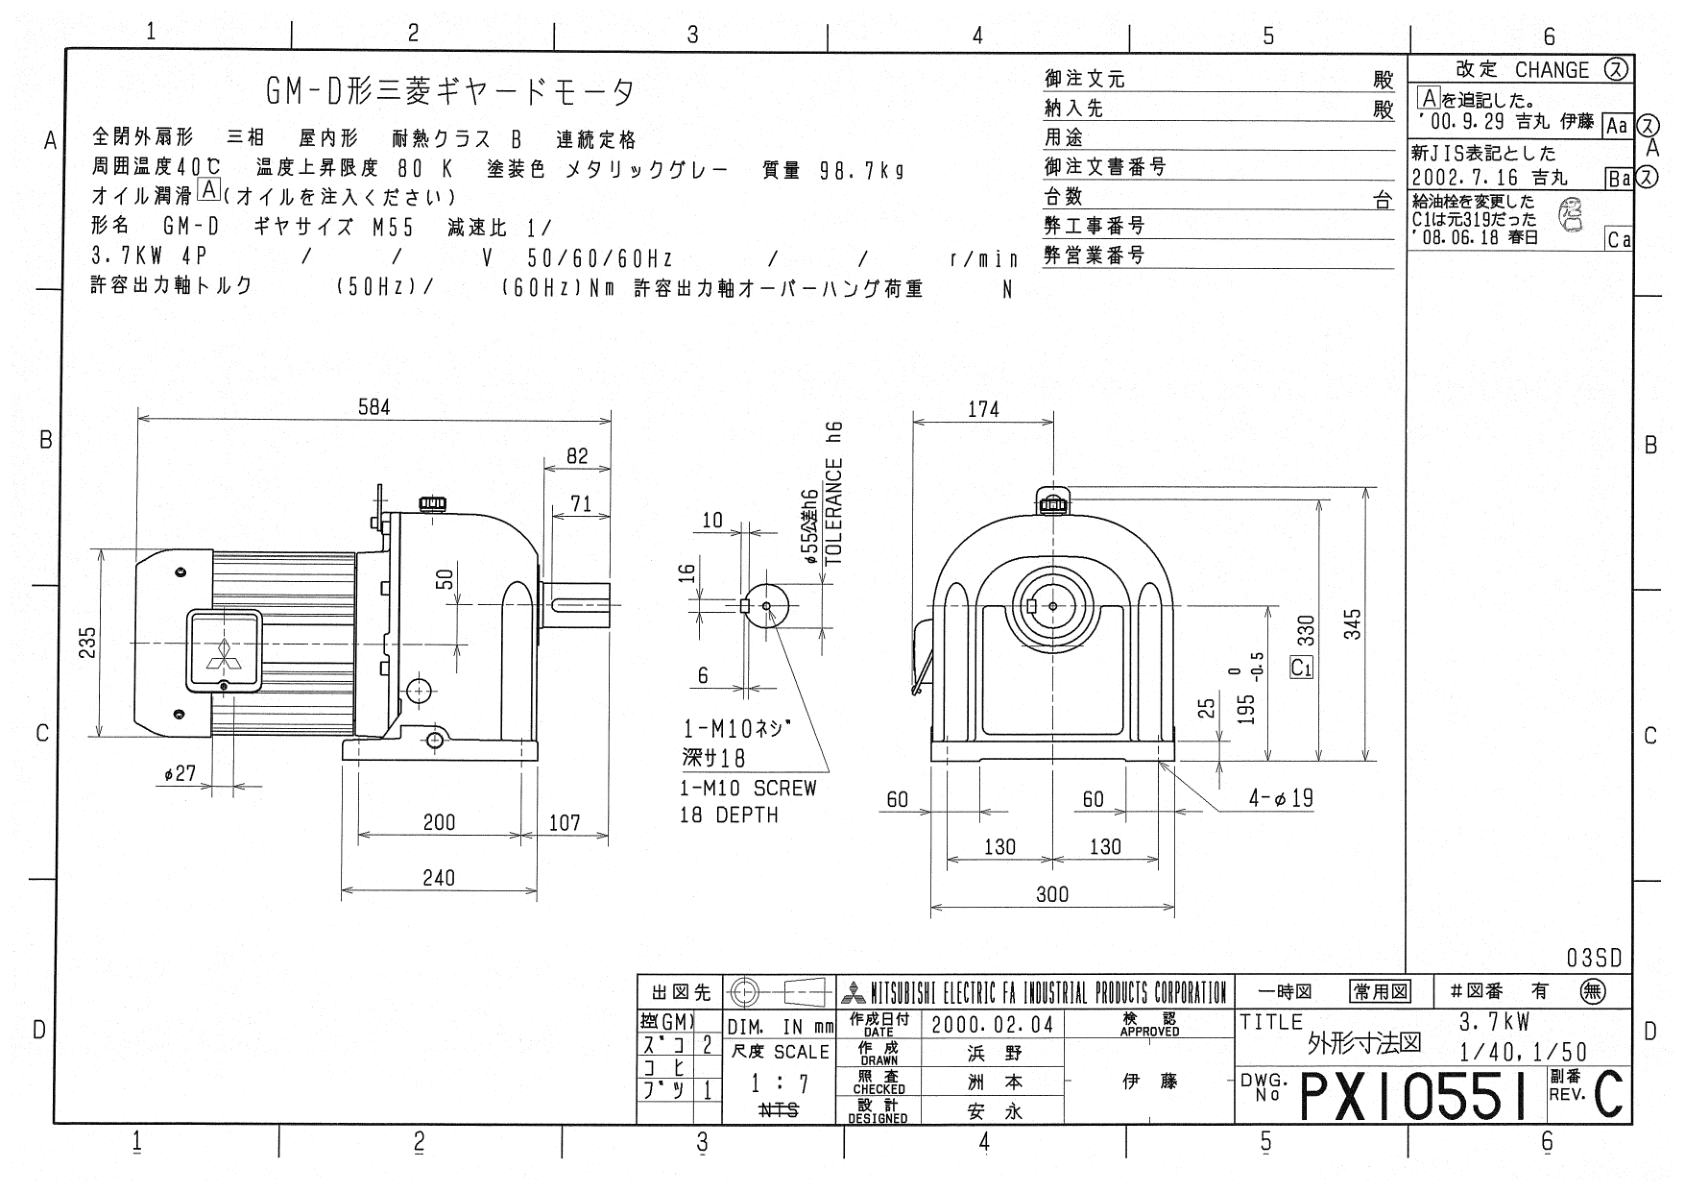 1 2 3 4 5 6
GM-D形三菱ギヤードモータ
全閉外扇形 三相 屋内形 耐熱クラス B 連続定格
周囲温度40℃ 温度上昇限度 80 K 塗装色 メタリックグレー 質量 98.7kg
オイル潤滑 A (オイルを注入ください)
形名 GM-D ギヤサイズ M55 減速比 1/
3.7KW 4P / / V 50/60/60Hz / / r/min
許容出力軸トルク (50Hz)/ (60Hz)Nm 許容出力軸オーバーハング荷重 N
御注文元 殿
納入先 殿
用途
御注文書番号
台数 台
弊工事番号
弊営業番号
改定 CHANGE ス
Aを追記した。
'00.9.29 吉丸 伊藤 Aa ス
新JIS表記とした
2002.7.16 吉丸 Ba ス
給油栓を変更した
C1は元319だった
'08.06.18 春日 Ca
A A
B B
C C
D D
584
82
71
50
235
φ27
200 107
240
10
16
6
φ55公差h6
TOLERANCE h6
1-M10ネジ
深サ18
1-M10 SCREW
18 DEPTH
174
345
330
C1
195 0 -0.5
25
60 60
4-φ19
130 130
300
03SD
出図先
控(GM)
ズコ 2
コヒ
ブツ 1
DIM. IN mm
尺度 SCALE
1 : 7
NTS
MITSUBISHI ELECTRIC FA INDUSTRIAL PRODUCTS CORPORATION
作成日付 DATE 2000.02.04
検認 APPROVED
作成 DRAWN 浜野
照査 CHECKED 洲本
伊藤
設計 DESIGNED 安永
一時図 常用図 #図番 有 無
TITLE 3.7kW
外形寸法図 1/40,1/50
DWG. No PX10551 副番 REV. C
1 2 3 4 5 6